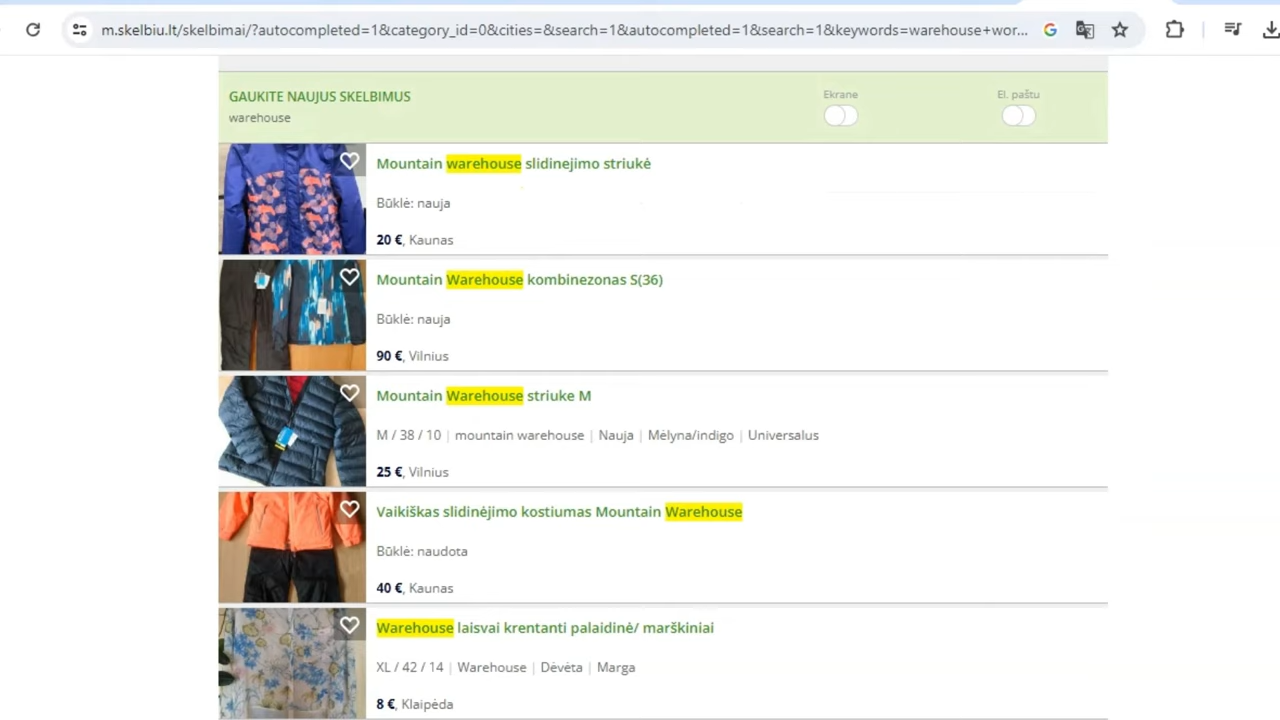 m.skelbiu.lt/skelbimai/?autocompleted=1&category_id=0&cities=&search=1&autocompleted=1&search=1&keywords=warehouse+wor...
GAUKITE NAUJUS SKELBIMUS
warehouse
Ekrane
El. paštu
Mountain warehouse slidinejimo striukė
Būklė: nauja
20 €, Kaunas
Mountain Warehouse kombinezonas S(36)
Būklė: nauja
90 €, Vilnius
Mountain Warehouse striuke M
M / 38 / 10 | mountain warehouse | Nauja | Mėlyna/indigo | Universalus
25 €, Vilnius
Vaikiškas slidinėjimo kostiumas Mountain Warehouse
Būklė: naudota
40 €, Kaunas
Warehouse laisvai krentanti palaidinė/ marškiniai
XL / 42 / 14 | Warehouse | Dėvėta | Marga
8 €, Klaipėda